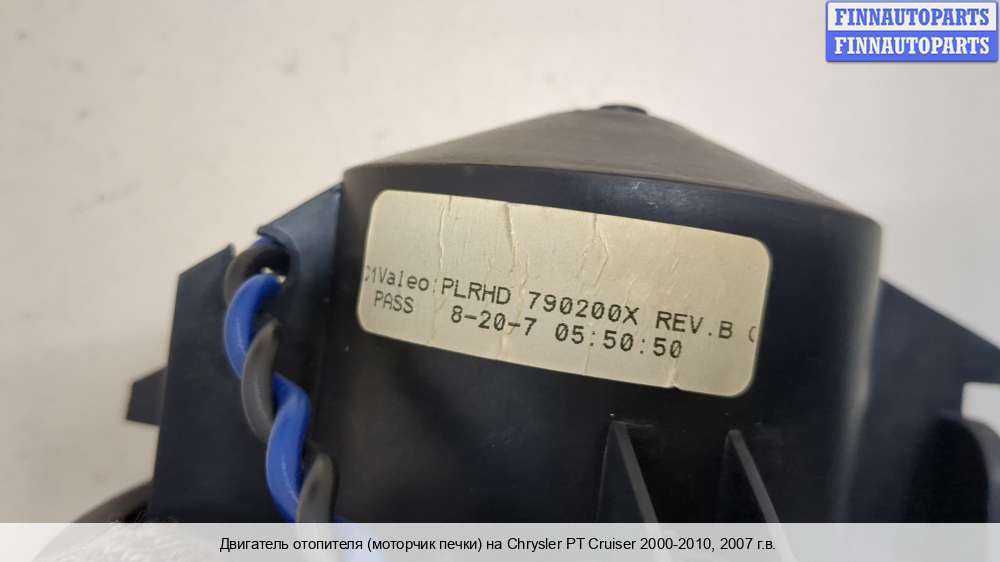 FINNAUTOPARTS
FINNAUTOPARTS
Valeo: PLRHD 790200X REV.B
PASS 8-20-7 05:50:50
Двигатель отопителя (моторчик печки) на Chrysler PT Cruiser 2000-2010, 2007 г.в.